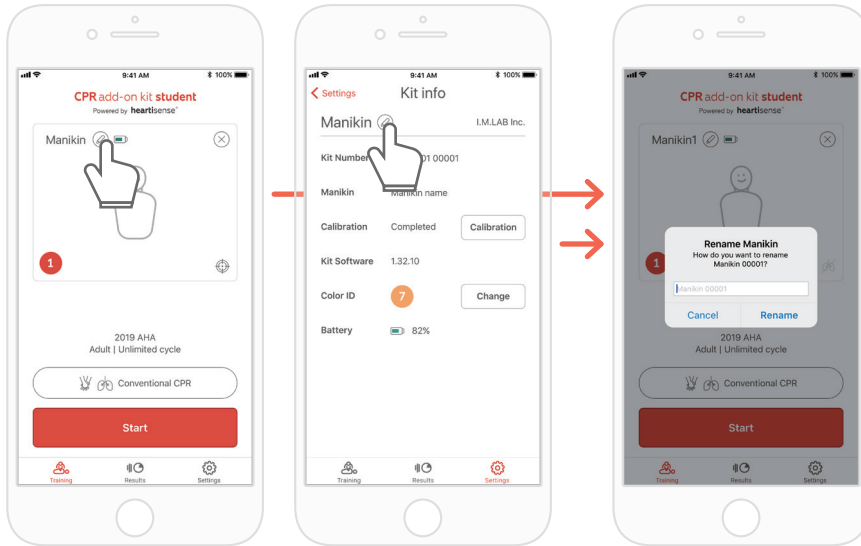 9:41 AM
100%
CPR add-on kit student
Powered by heartisense
Manikin
1
2019 AHA
Adult | Unlimited cycle
Conventional CPR
Start
Training
Results
Settings
9:41 AM
100%
Settings
Kit info
Manikin
I.M.LAB Inc.
Kit Number
01 00001
Manikin
Manikin name
Calibration
Completed
Calibration
Kit Software
1.32.10
Color ID
7
Change
Battery
82%
Training
Results
Settings
9:41 AM
100%
CPR add-on kit student
Powered by heartisense
Manikin1
1
Rename Manikin
How do you want to rename
Manikin 00001?
Manikin 00001
Cancel
Rename
2019 AHA
Adult | Unlimited cycle
Conventional CPR
Start
Training
Results
Settings